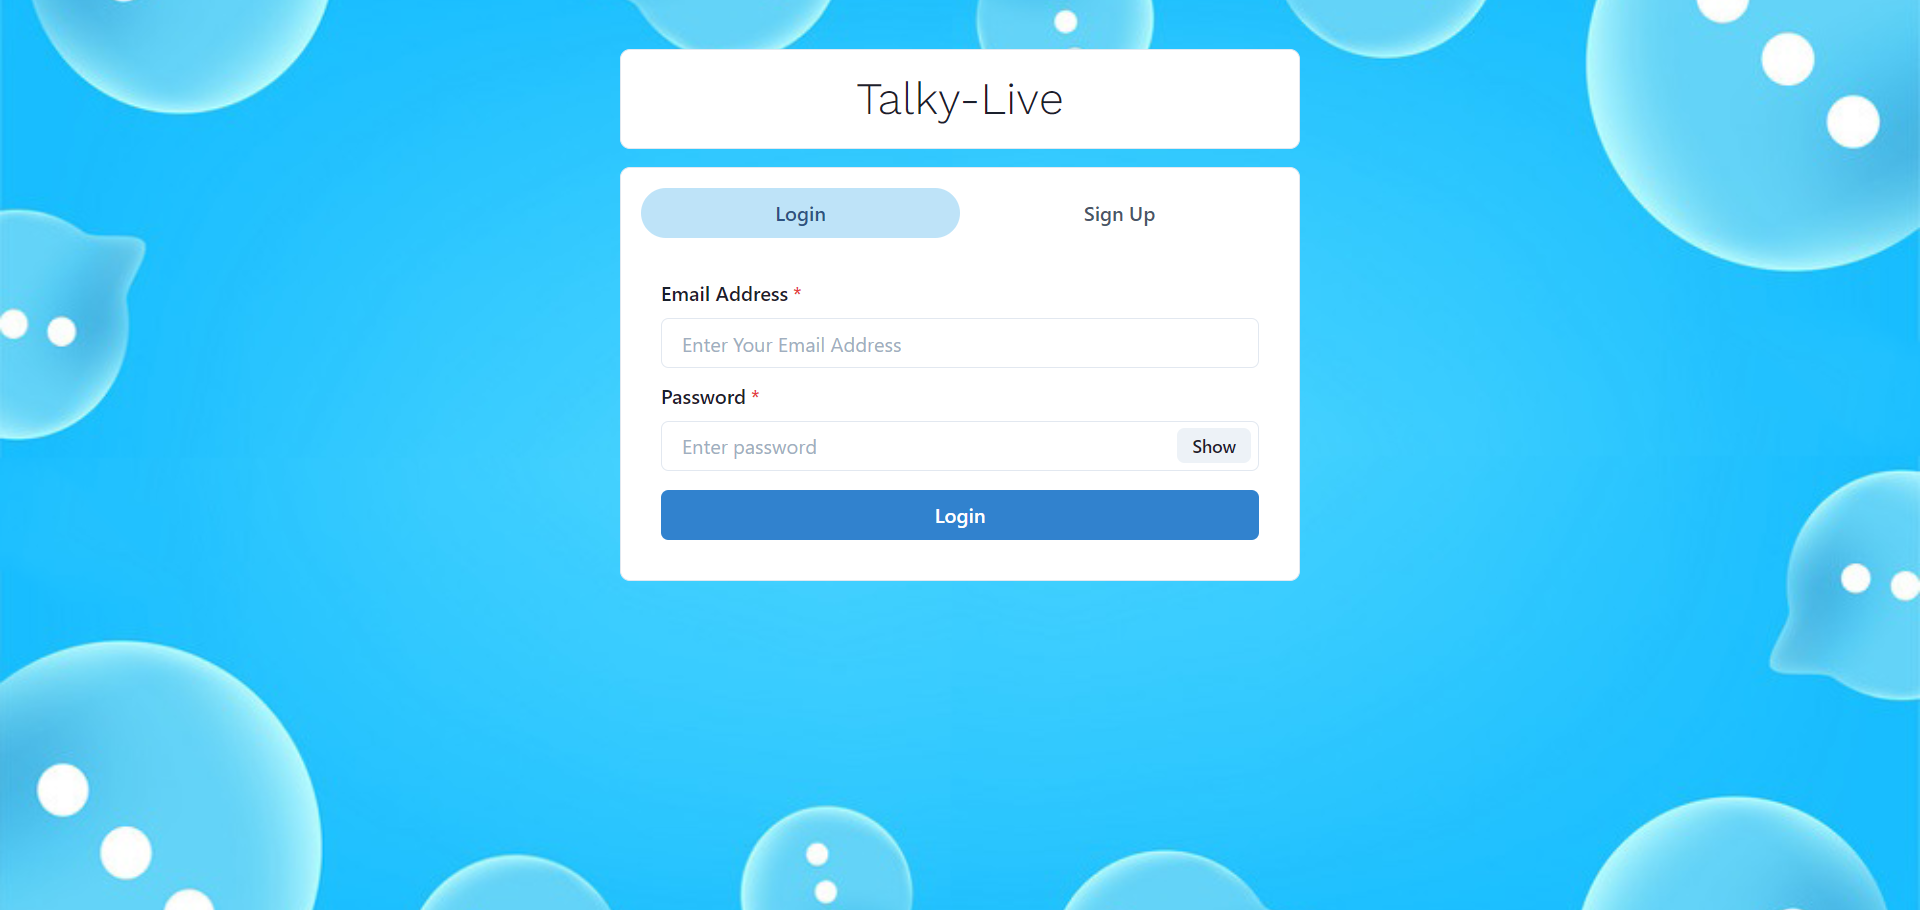 Talky-Live
Login
Sign Up
Email Address *
Enter Your Email Address
Password *
Enter password
Show
Login